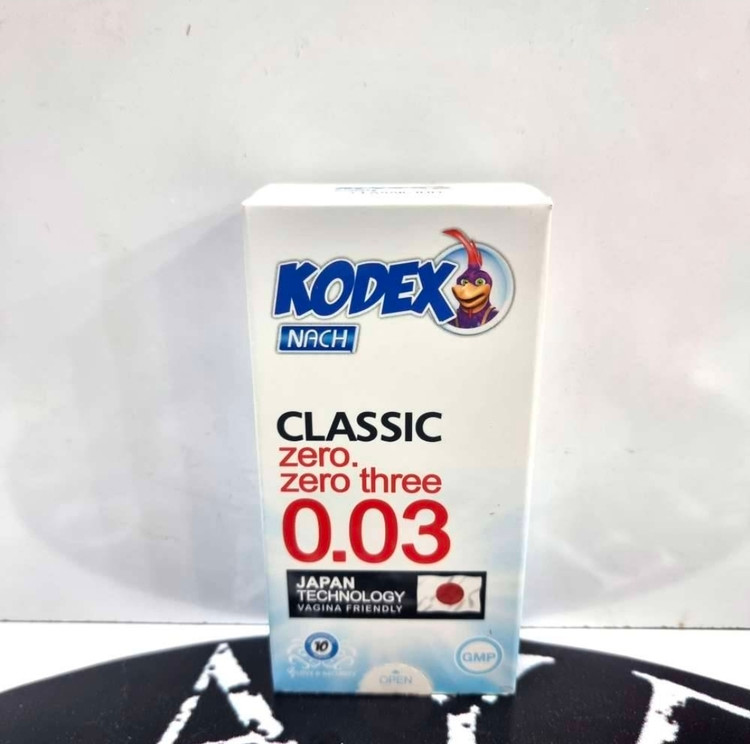 KODEX
NACH
CLASSIC
zero.
zero three
0.03
JAPAN
TECHNOLOGY
VAGINA FRIENDLY
10
GMP
OPEN